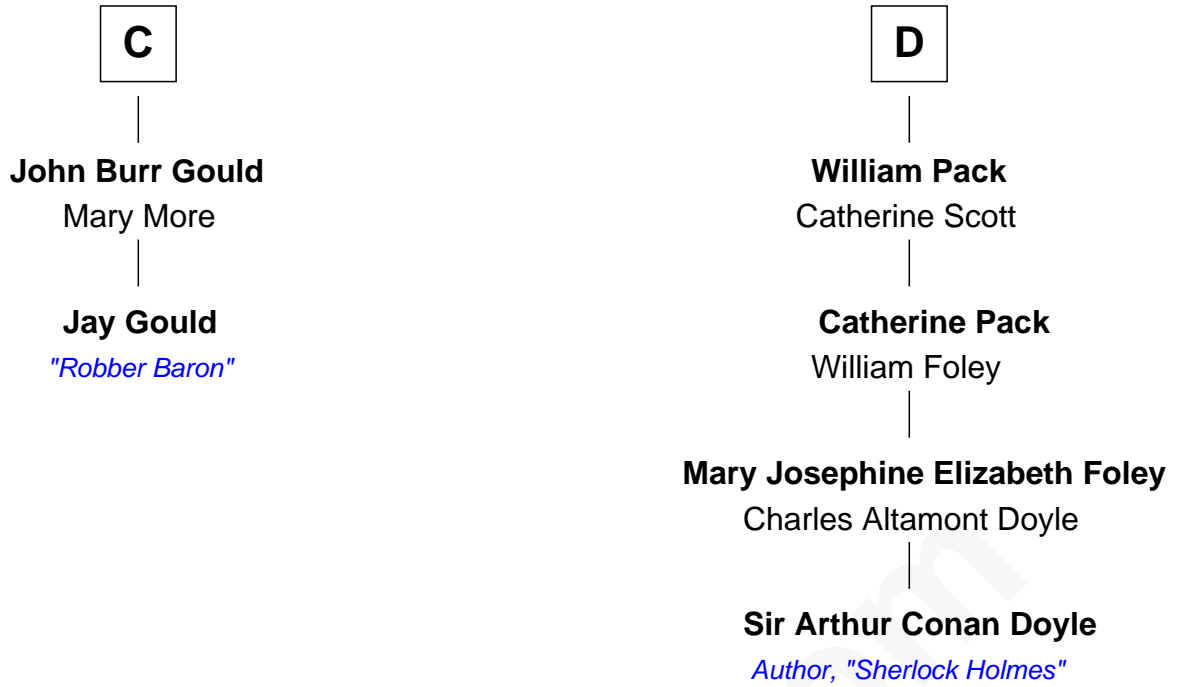 C
John Burr Gould
Mary More
Jay Gould
"Robber Baron"
D
William Pack
Catherine Scott
Catherine Pack
William Foley
Mary Josephine Elizabeth Foley
Charles Altamont Doyle
Sir Arthur Conan Doyle
Author, "Sherlock Holmes"